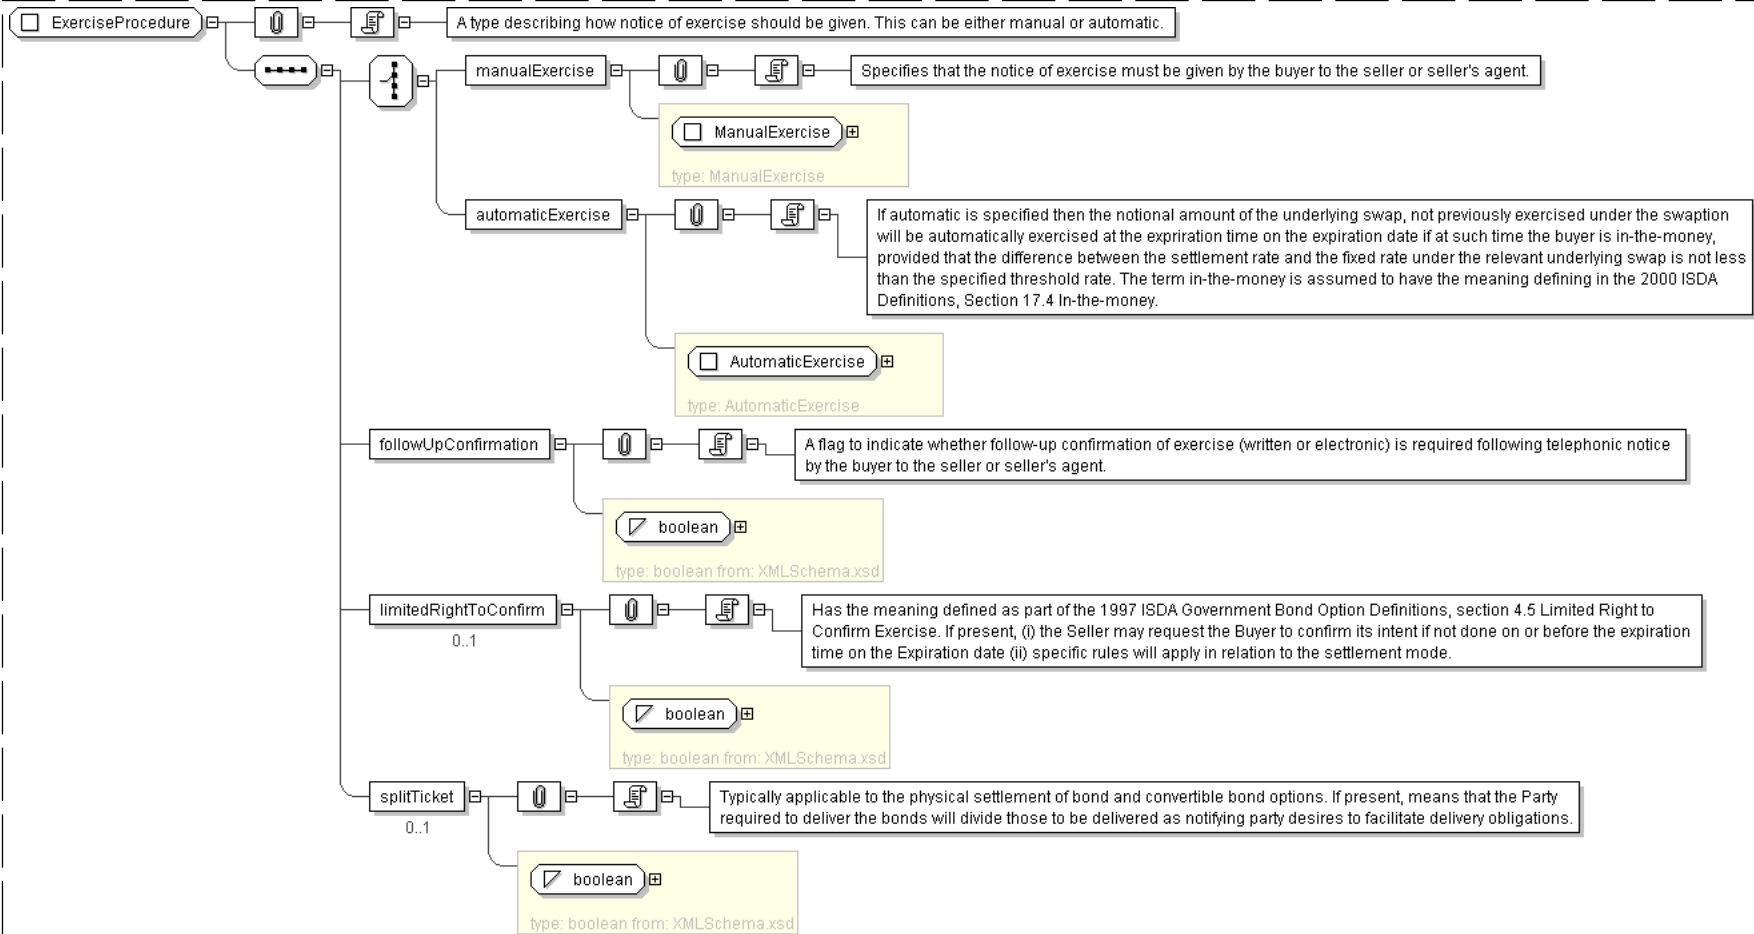 ExerciseProcedure
A type describing how notice of exercise should be given. This can be either manual or automatic.
manualExercise
Specifies that the notice of exercise must be given by the buyer to the seller or seller's agent.
ManualExercise
type: ManualExercise
automaticExercise
If automatic is specified then the notional amount of the underlying swap, not previously exercised under the swaption
will be automatically exercised at the expriration time on the expiration date if at such time the buyer is in-the-money,
provided that the difference between the settlement rate and the fixed rate under the relevant underlying swap is not less
than the specified threshold rate. The term in-the-money is assumed to have the meaning defining in the 2000 ISDA
Definitions, Section 17.4 In-the-money.
AutomaticExercise
type: AutomaticExercise
followUpConfirmation
A flag to indicate whether follow-up confirmation of exercise (written or electronic) is required following telephonic notice
by the buyer to the seller or seller's agent.
boolean
type: boolean from: XMLSchema.xsd
limitedRightToConfirm
0..1
Has the meaning defined as part of the 1997 ISDA Government Bond Option Definitions, section 4.5 Limited Right to
Confirm Exercise. If present, (i) the Seller may request the Buyer to confirm its intent if not done on or before the expiration
time on the Expiration date (ii) specific rules will apply in relation to the settlement mode.
boolean
type: boolean from: XMLSchema.xsd
splitTicket
0..1
Typically applicable to the physical settlement of bond and convertible bond options. If present, means that the Party
required to deliver the bonds will divide those to be delivered as notifying party desires to facilitate delivery obligations.
boolean
type: boolean from: XMLSchema.xsd